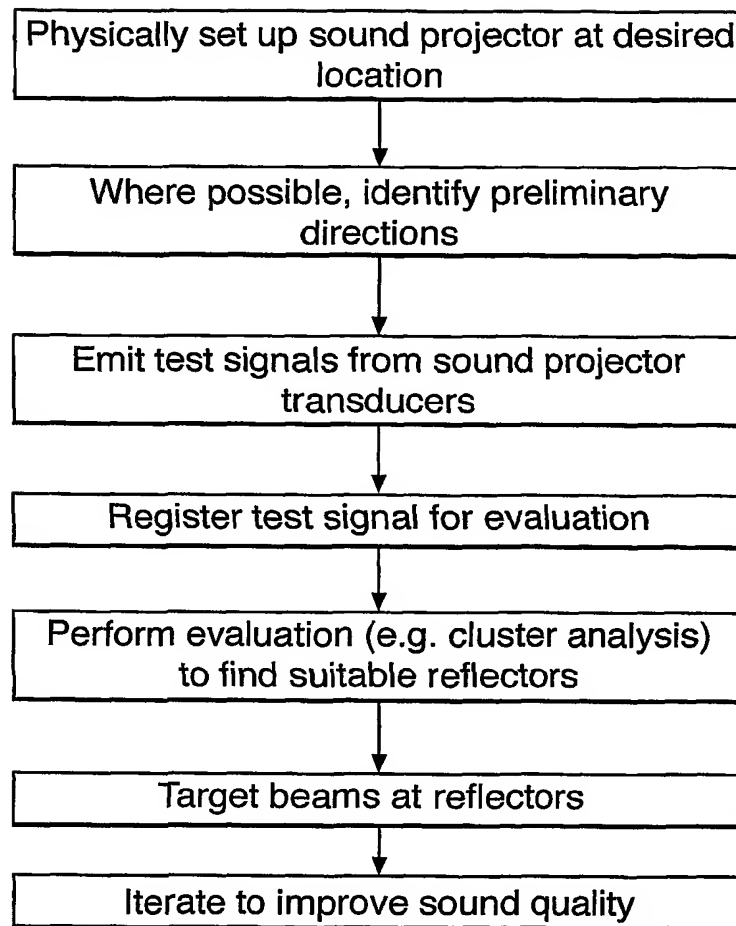 Physically set up sound projector at desired
location
Where possible, identify preliminary
directions
Emit test signals from sound projector
transducers
Register test signal for evaluation
Perform evaluation (e.g. cluster analysis)
to find suitable reflectors
Target beams at reflectors
Iterate to improve sound quality